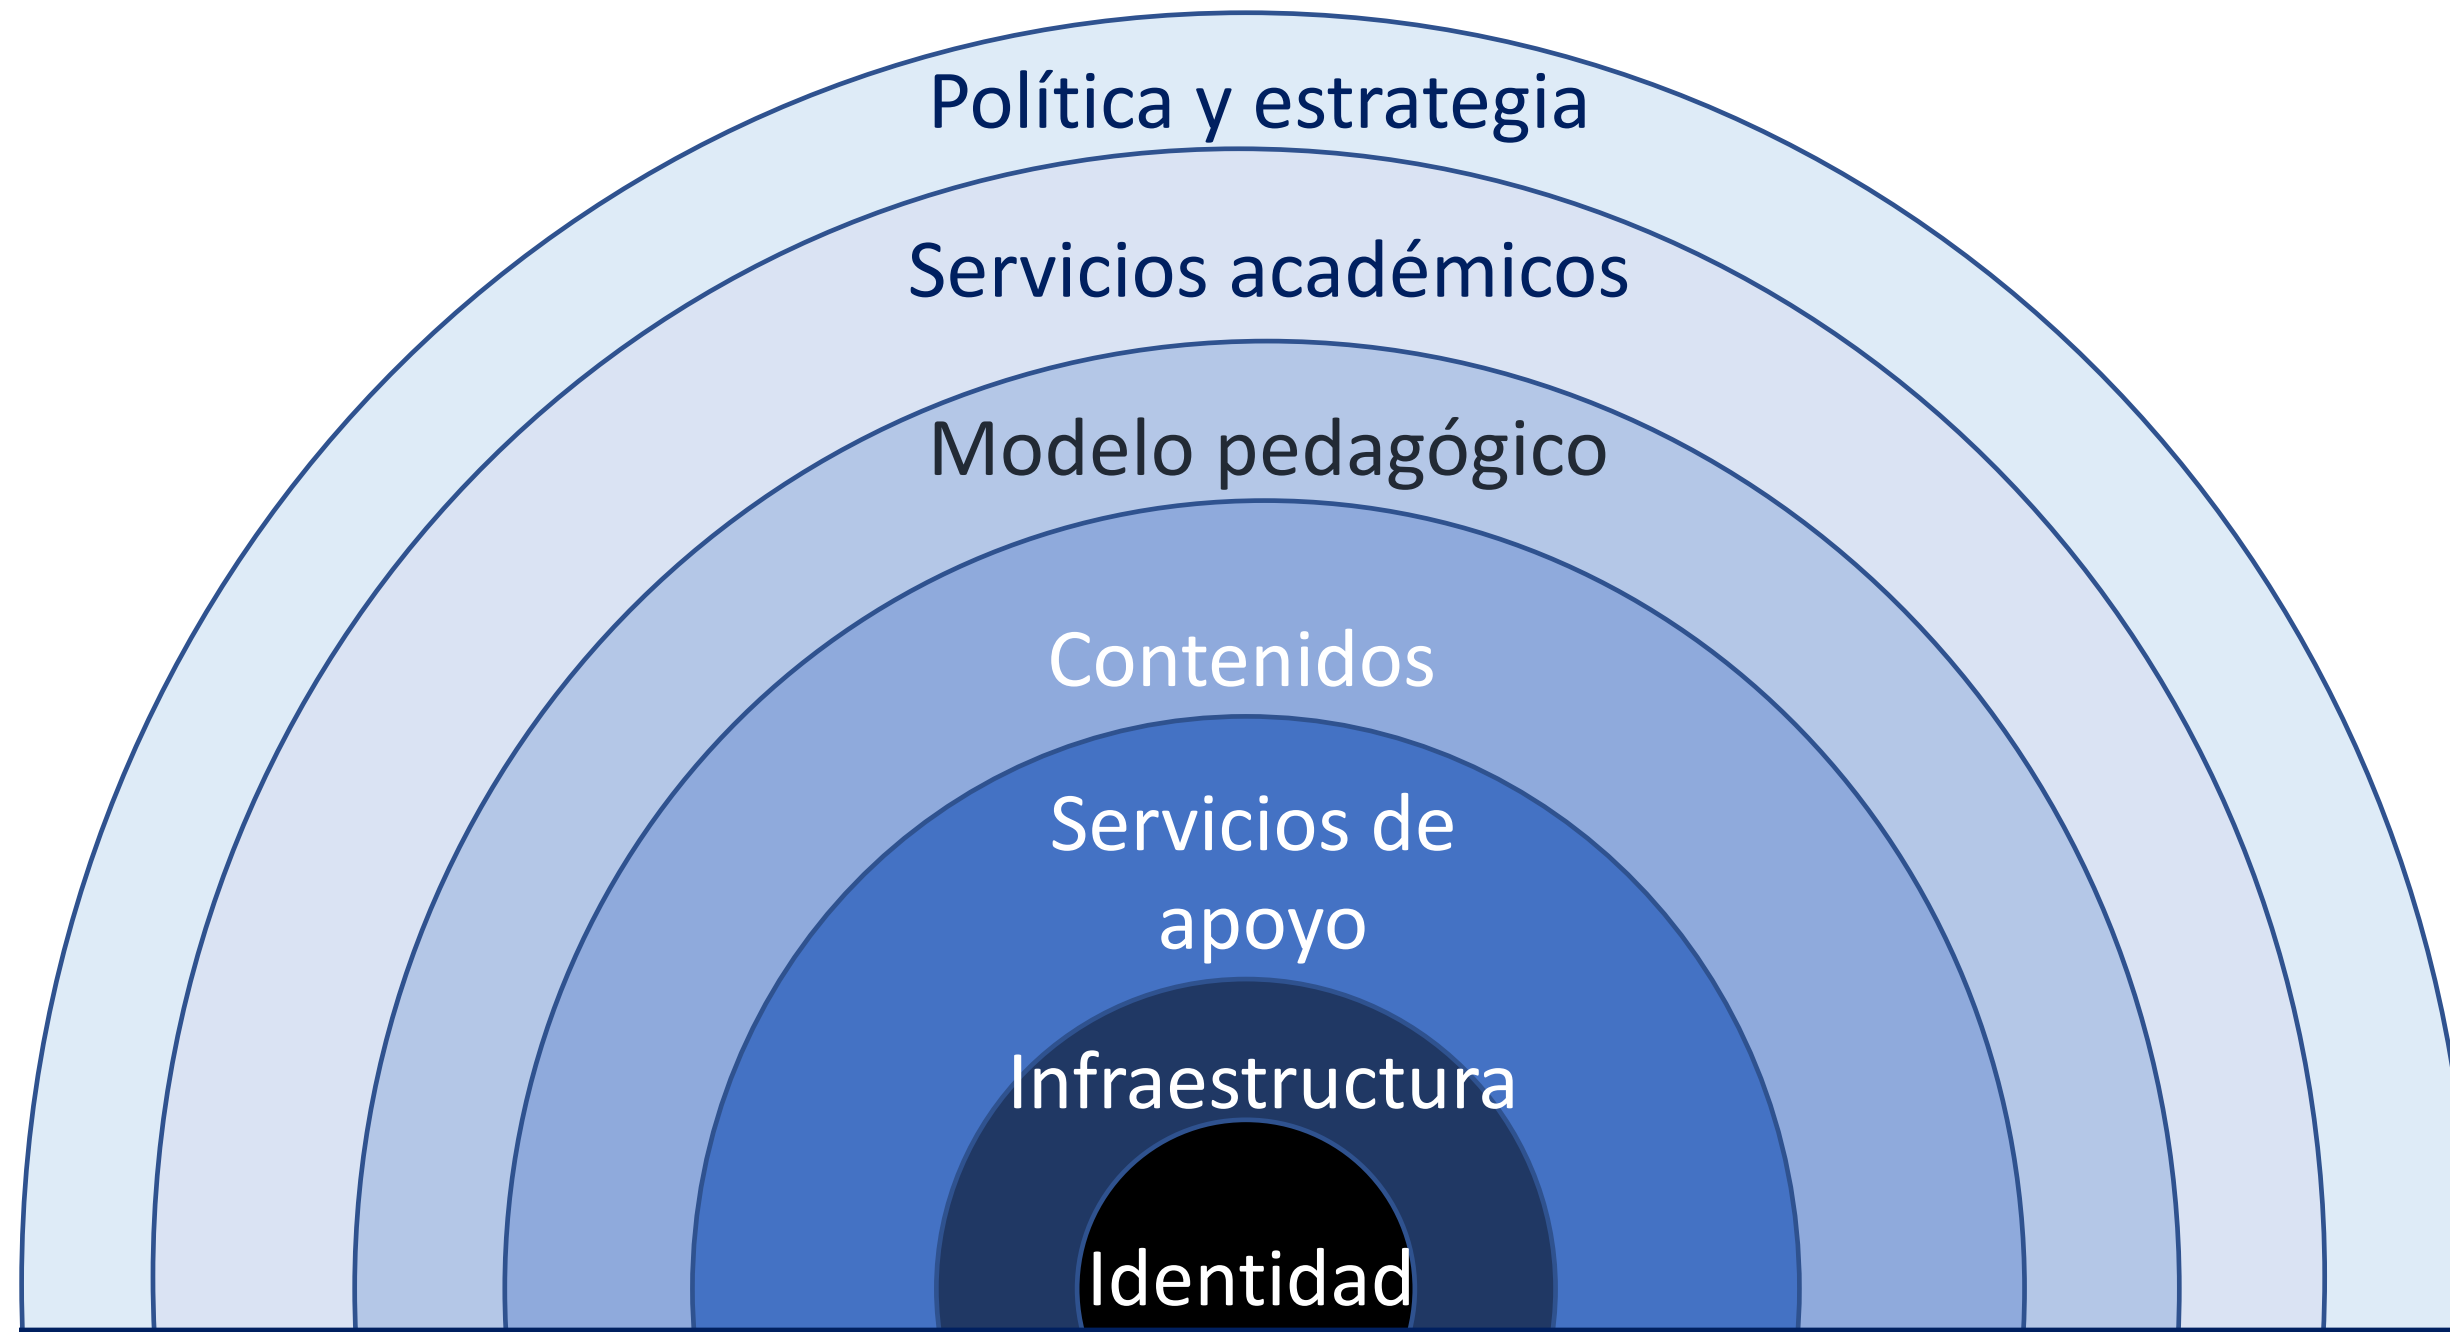 Política y estrategia
Servicios académicos
Modelo pedagógico
Contenidos
Servicios de
apoyo
Infraestructura
Identidad